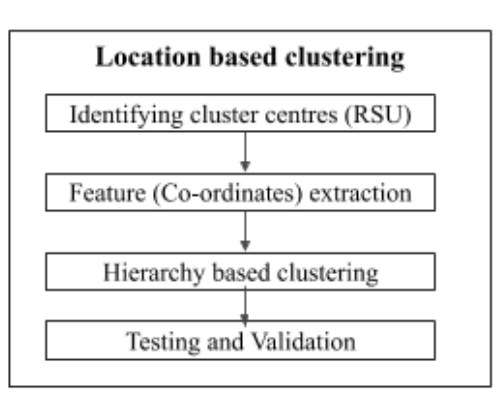 Location based clustering
Identifying cluster centres (RSU)
Feature (Co-ordinates) extraction
Hierarchy based clustering
Testing and Validation